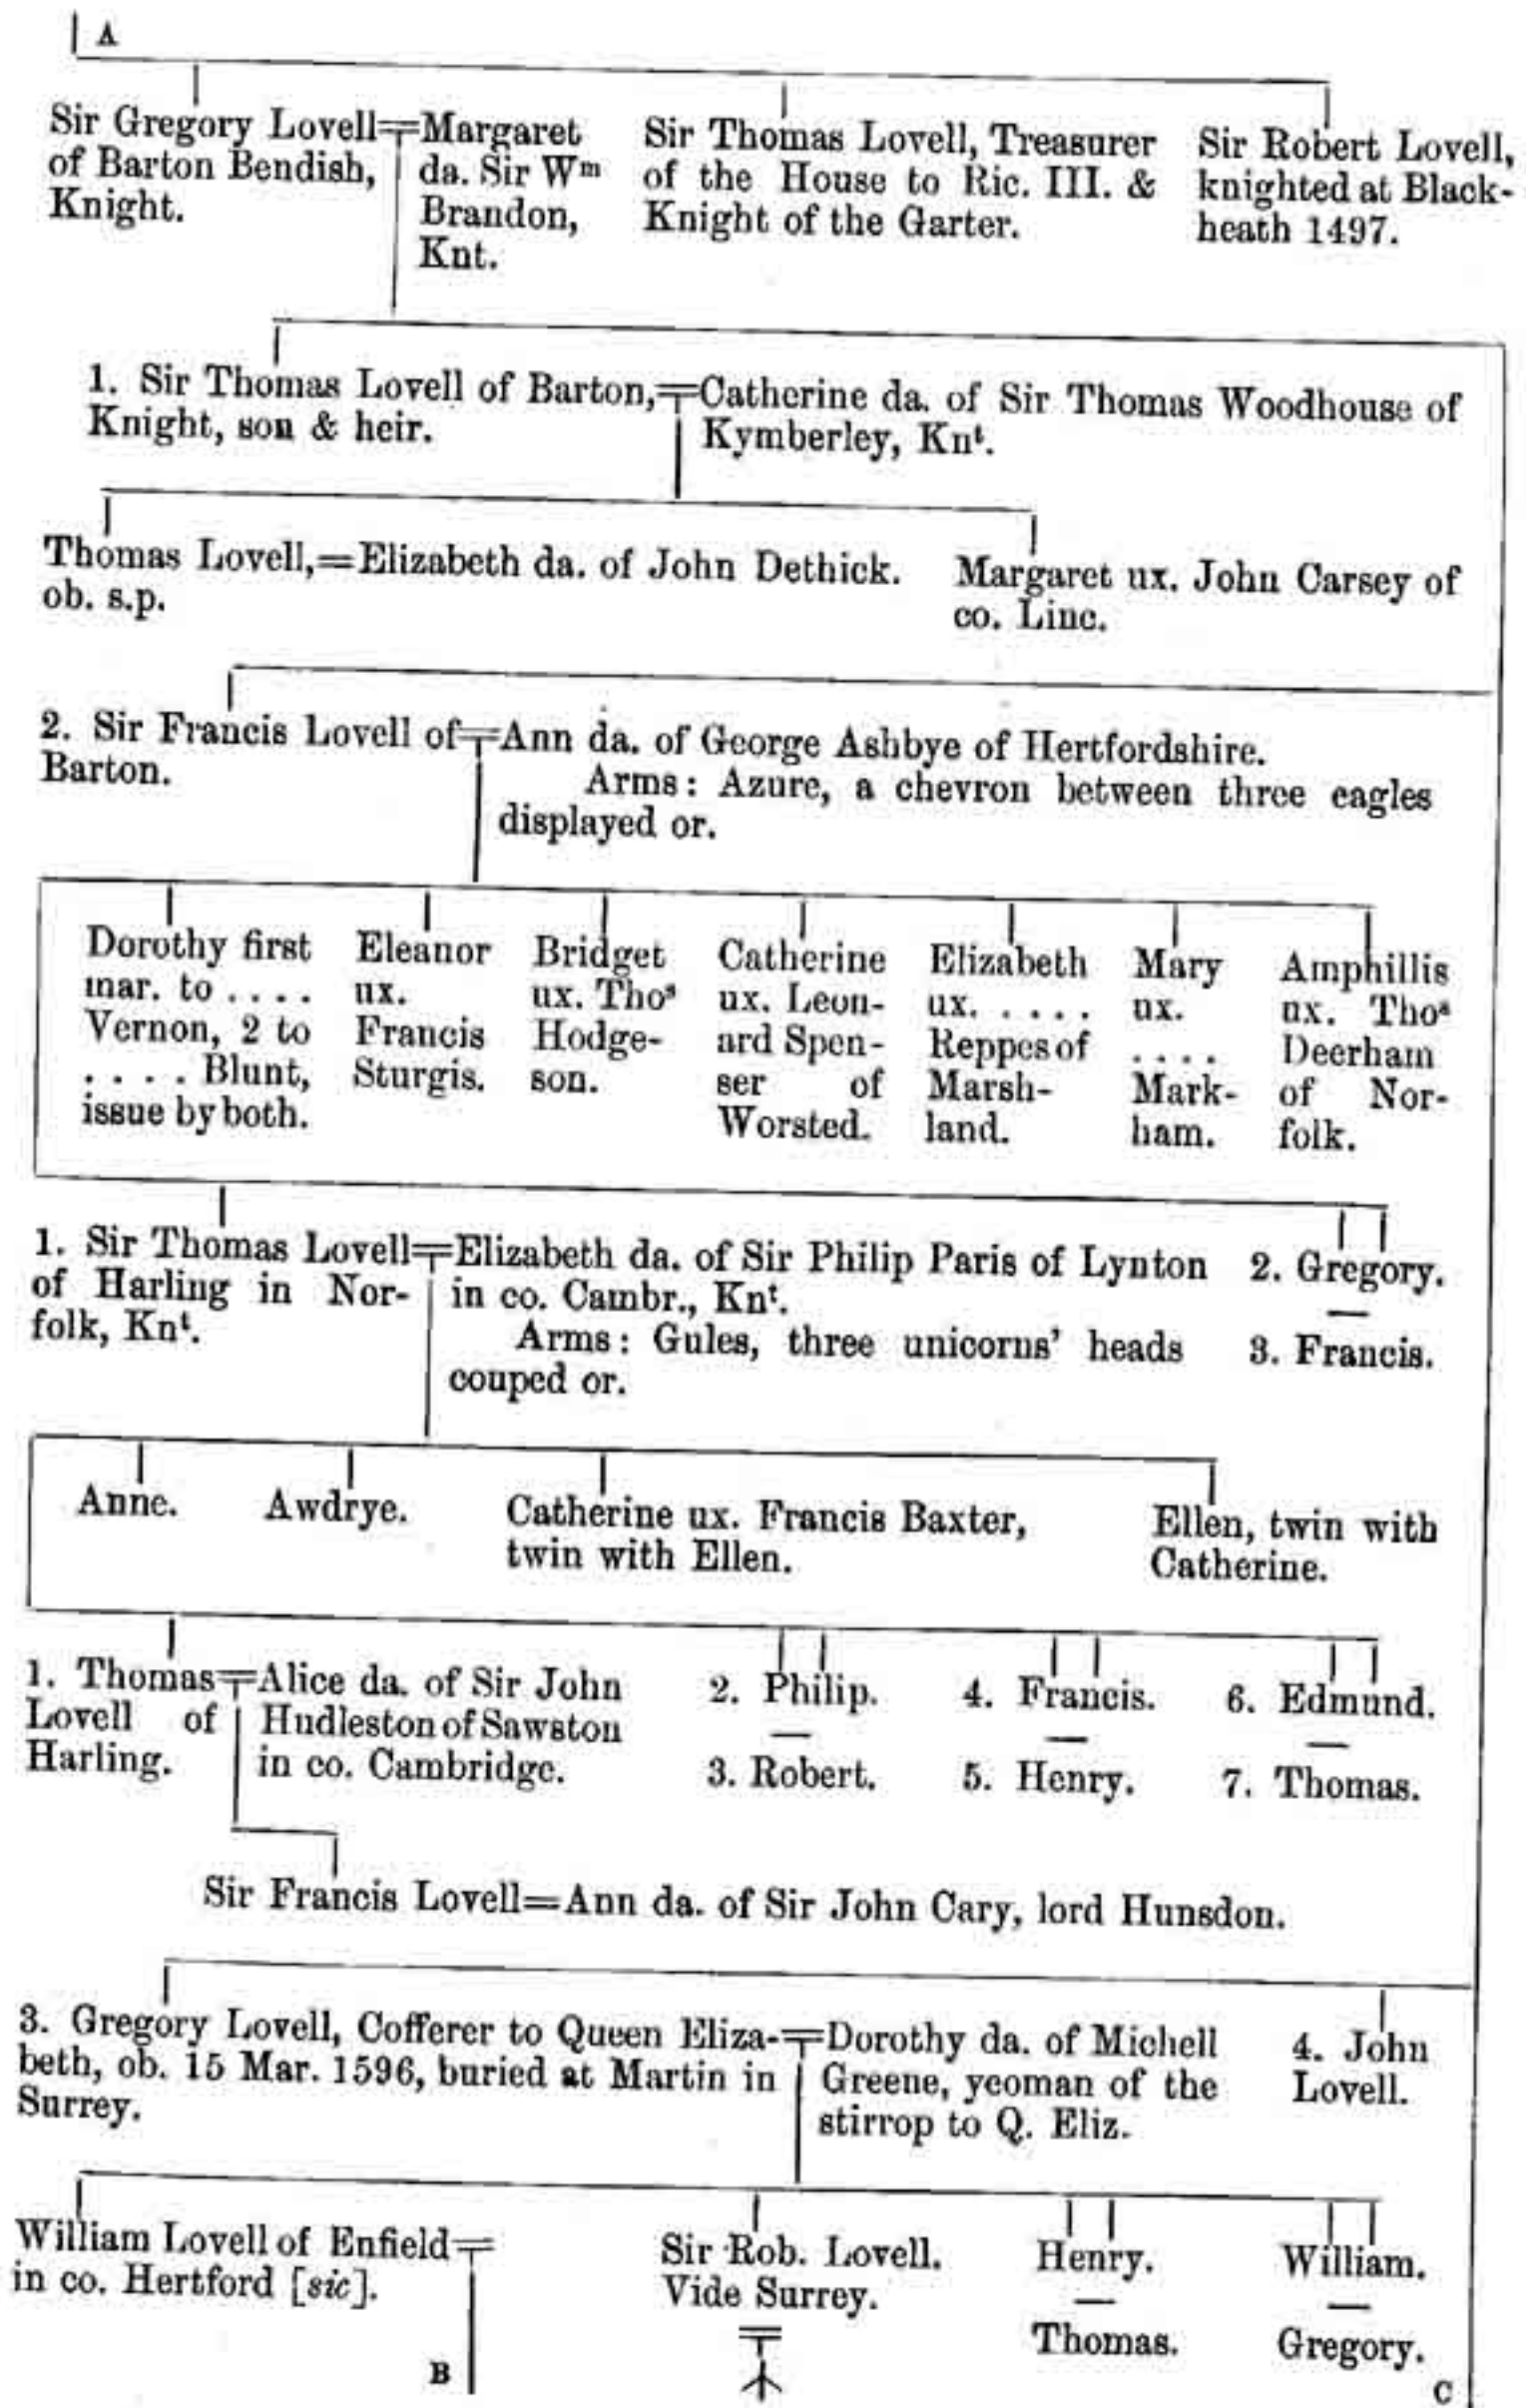 A
Sir Gregory Lovell=Margaret
of Barton Bendish,
Knight.
da. Sir Wm
Brandon,
Knt.
Sir Thomas Lovell, Treasurer
of the House to Ric. III. &
Knight of the Garter.
Sir Robert Lovell,
knighted at Black-
heath 1497.
1. Sir Thomas Lovell of Barton,=Catherine da. of Sir Thomas Woodhouse of
Knight, son & heir.
Kymberley, Knt.
Thomas Lovell,=Elizabeth da. of John Dethick.
ob. s.p.
Margaret ux. John Carsey of
co. Linc.
2. Sir Francis Lovell of=Ann da. of George Ashbye of Hertfordshire.
Barton.
Arms: Azure, a chevron between three eagles
displayed or.
Dorothy first
mar. to ....
Vernon, 2 to
.... Blunt,
issue by both.
Eleanor
ux.
Francis
Sturgis.
Bridget
ux. Thos
Hodge-
son.
Catherine
ux. Leon-
ard Spen-
ser of
Worsted.
Elizabeth
ux. ....
Reppes of
Marsh-
land.
Mary
ux.
....
Mark-
ham.
Amphillis
ux. Thos
Deerham
of Nor-
folk.
1. Sir Thomas Lovell=Elizabeth da. of Sir Philip Paris of Lynton
of Harling in Nor-
folk, Knt.
in co. Cambr., Knt.
Arms: Gules, three unicorns' heads
couped or.
2. Gregory.
—
3. Francis.
Anne.
Awdrye.
Catherine ux. Francis Baxter,
twin with Ellen.
Ellen, twin with
Catherine.
1. Thomas=Alice da. of Sir John
Lovell of
Harling.
Hudleston of Sawston
in co. Cambridge.
2. Philip.
—
3. Robert.
4. Francis.
—
5. Henry.
6. Edmund.
—
7. Thomas.
Sir Francis Lovell=Ann da. of Sir John Cary, lord Hunsdon.
3. Gregory Lovell, Cofferer to Queen Eliza-=Dorothy da. of Michell
beth, ob. 15 Mar. 1596, buried at Martin in
Surrey.
Greene, yeoman of the
stirrop to Q. Eliz.
4. John
Lovell.
William Lovell of Enfield=
in co. Hertford [sic].
B
Sir Rob. Lovell.
Vide Surrey.
Henry.
—
Thomas.
William.
—
Gregory.
C